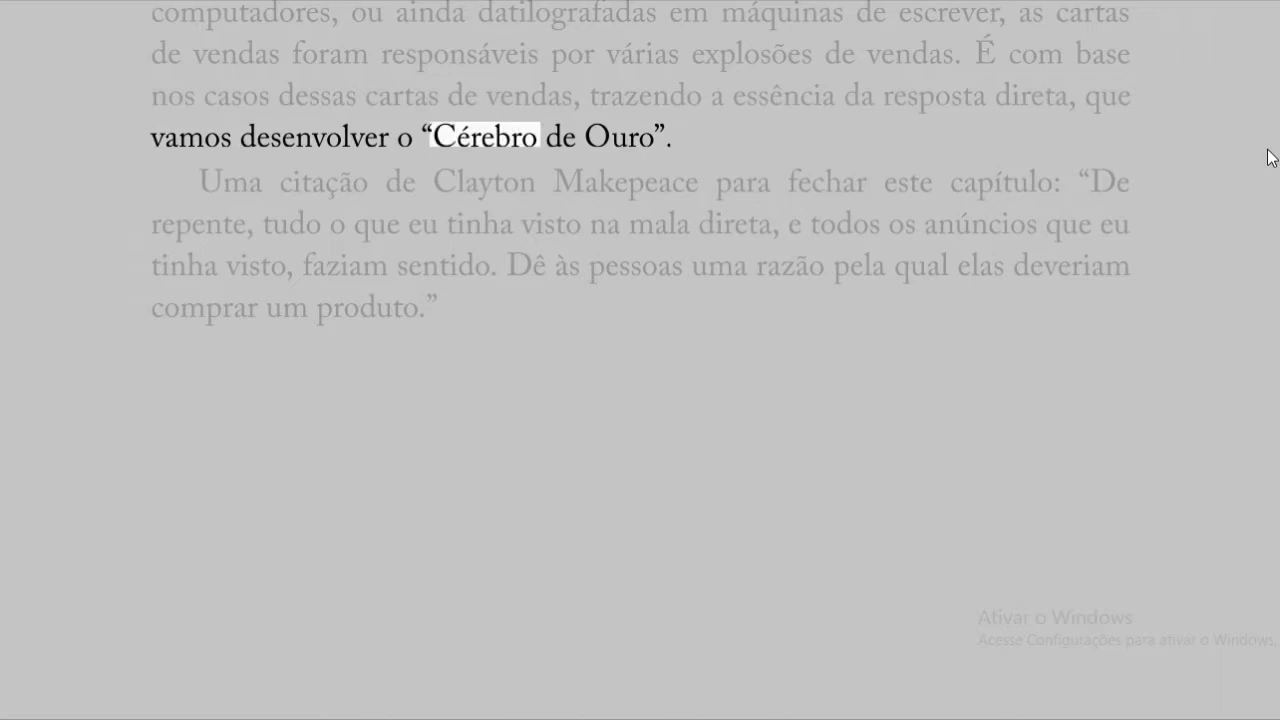 computadores, ou ainda datilografadas em máquinas de escrever, as cartas
de vendas foram responsáveis por várias explosões de vendas. É com base
nos casos dessas cartas de vendas, trazendo a essência da resposta direta, que
vamos desenvolver o “Cérebro de Ouro”.
Uma citação de Clayton Makepeace para fechar este capítulo: “De
repente, tudo o que eu tinha visto na mala direta, e todos os anúncios que eu
tinha visto, faziam sentido. Dê às pessoas uma razão pela qual elas deveriam
comprar um produto.”
Ativar o Windows
Acesse Configurações para ativar o Windows.